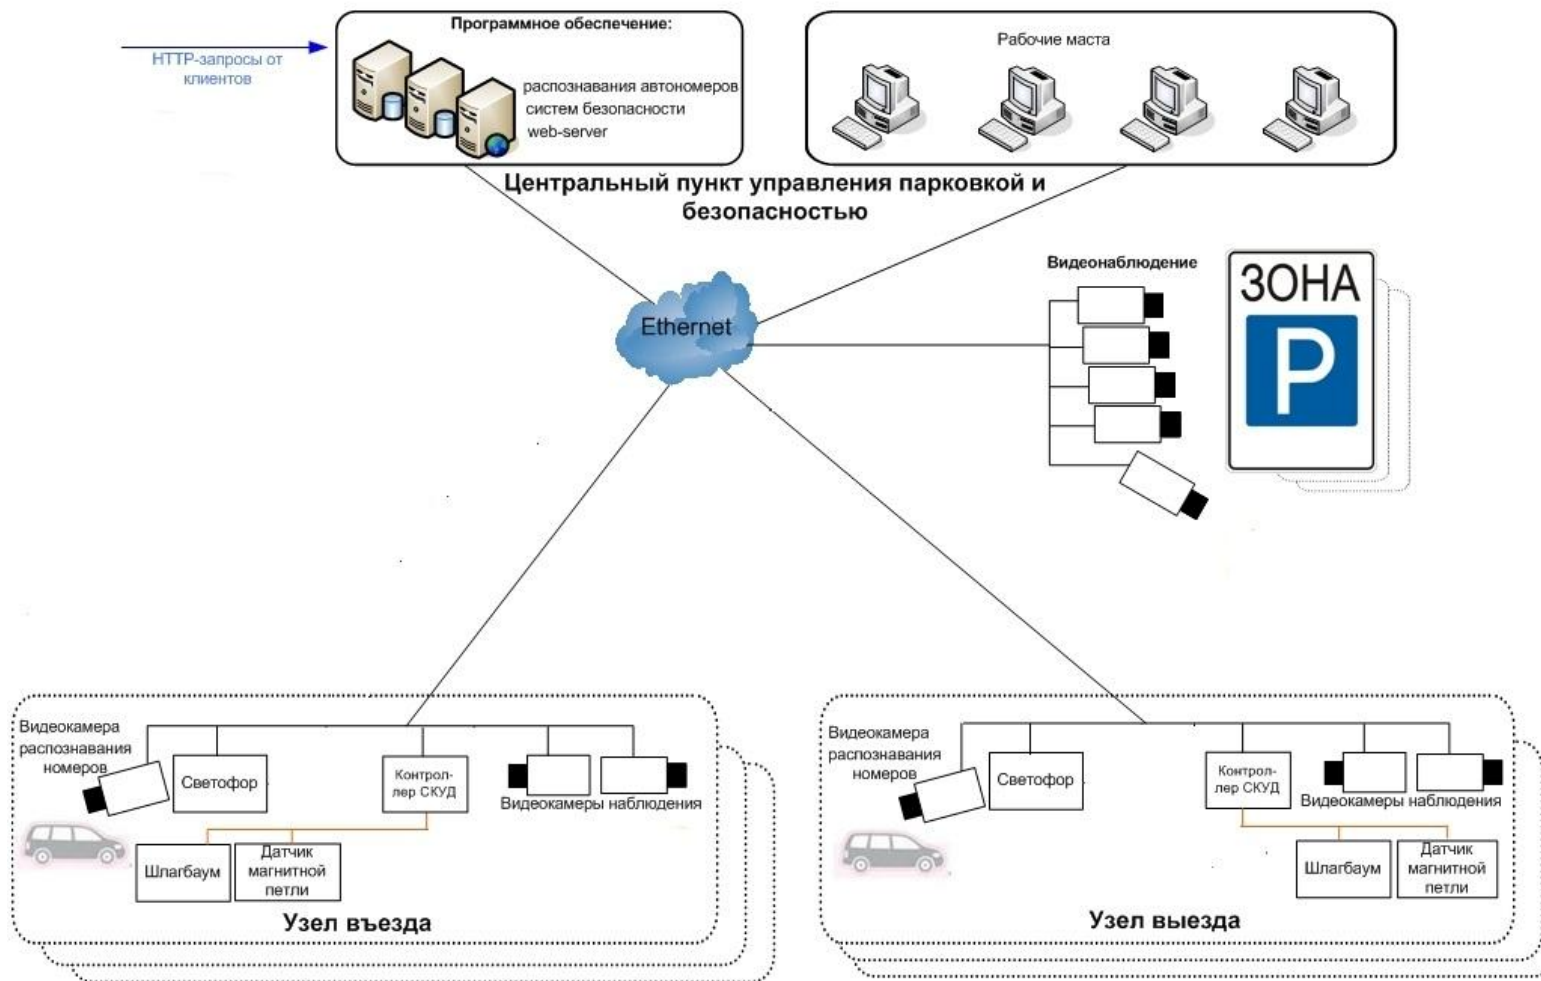 Программное обеспечение:
HTTP-запросы от
клиентов
распознавания автономеров
систем безопасности
web-server
Рабочие маста
Центральный пункт управления парковкой и
безопасностью
Ethernet
Видеонаблюдение
ЗОНА
P
Видеокамера
распознавания
номеров
Светофор
Контрол-
лер СКУД
Видеокамеры наблюдения
Шлагбаум
Датчик
магнитной
петли
Узел въезда
Видеокамера
распознавания
номеров
Светофор
Контрол-
лер СКУД
Видеокамеры наблюдения
Шлагбаум
Датчик
магнитной
петли
Узел выезда